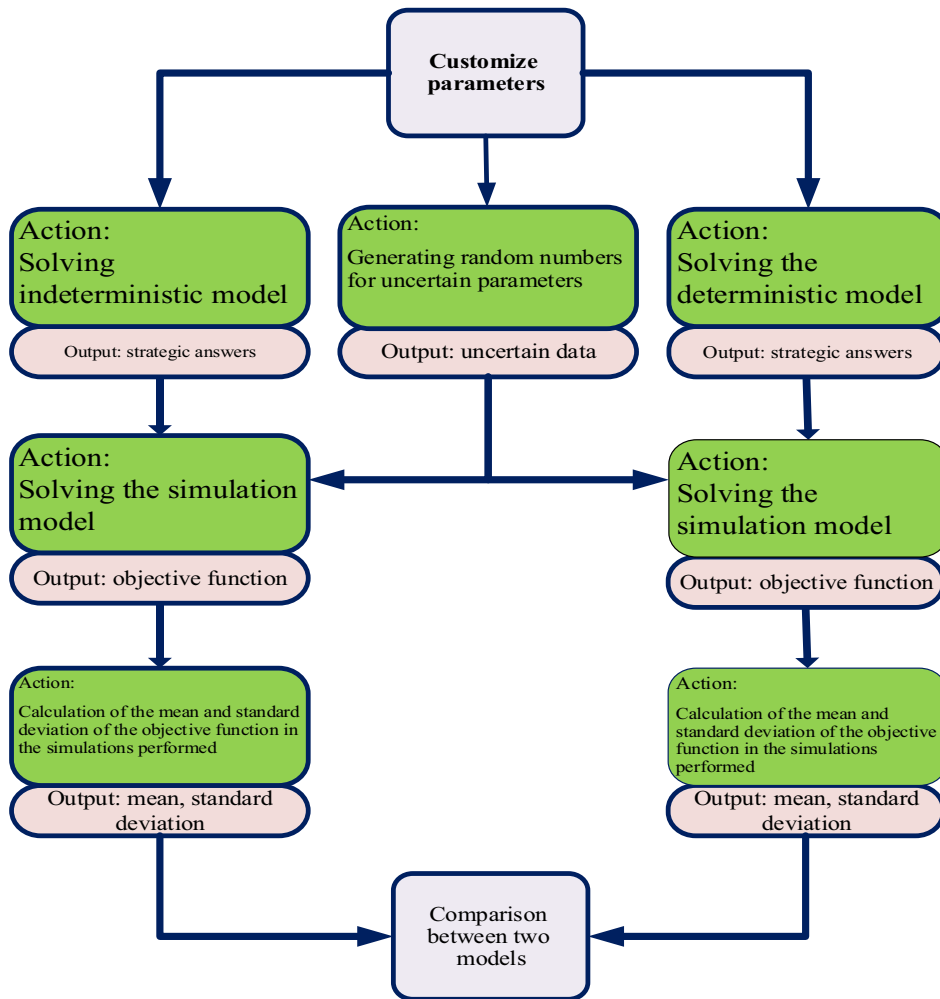 Customize
parameters
Action:
Solving
indeterministic model
Output: strategic answers
Action:
Generating random numbers
for uncertain parameters
Output: uncertain data
Action:
Solving the
deterministic model
Output: strategic answers
Action:
Solving the simulation
model
Output: objective function
Action:
Solving the
simulation model
Output: objective function
Action:
Calculation of the mean and standard
deviation of the objective function in
the simulations performed
Output: mean, standard
deviation
Action:
Calculation of the mean and
standard deviation of the objective
function in the simulations
performed
Output: mean, standard
deviation
Comparison
between two
models